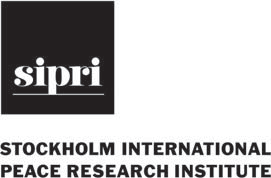 sipri
STOCKHOLM INTERNATIONAL
PEACE RESEARCH INSTITUTE